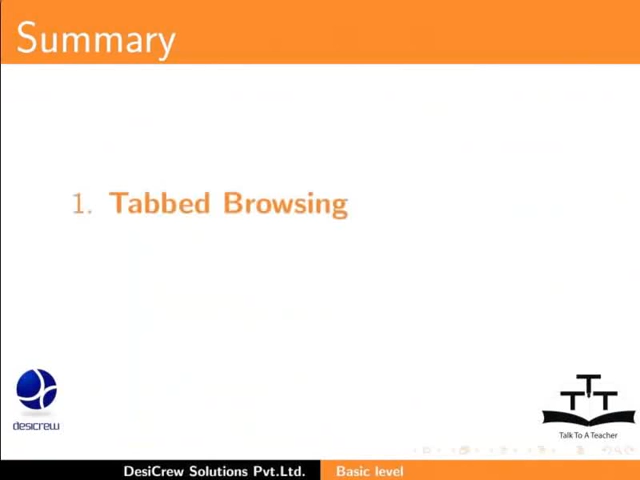 Summary
1. Tabbed Browsing
desicrew
T
T T
Talk To A Teacher
DesiCrew Solutions Pvt.Ltd. Basic level